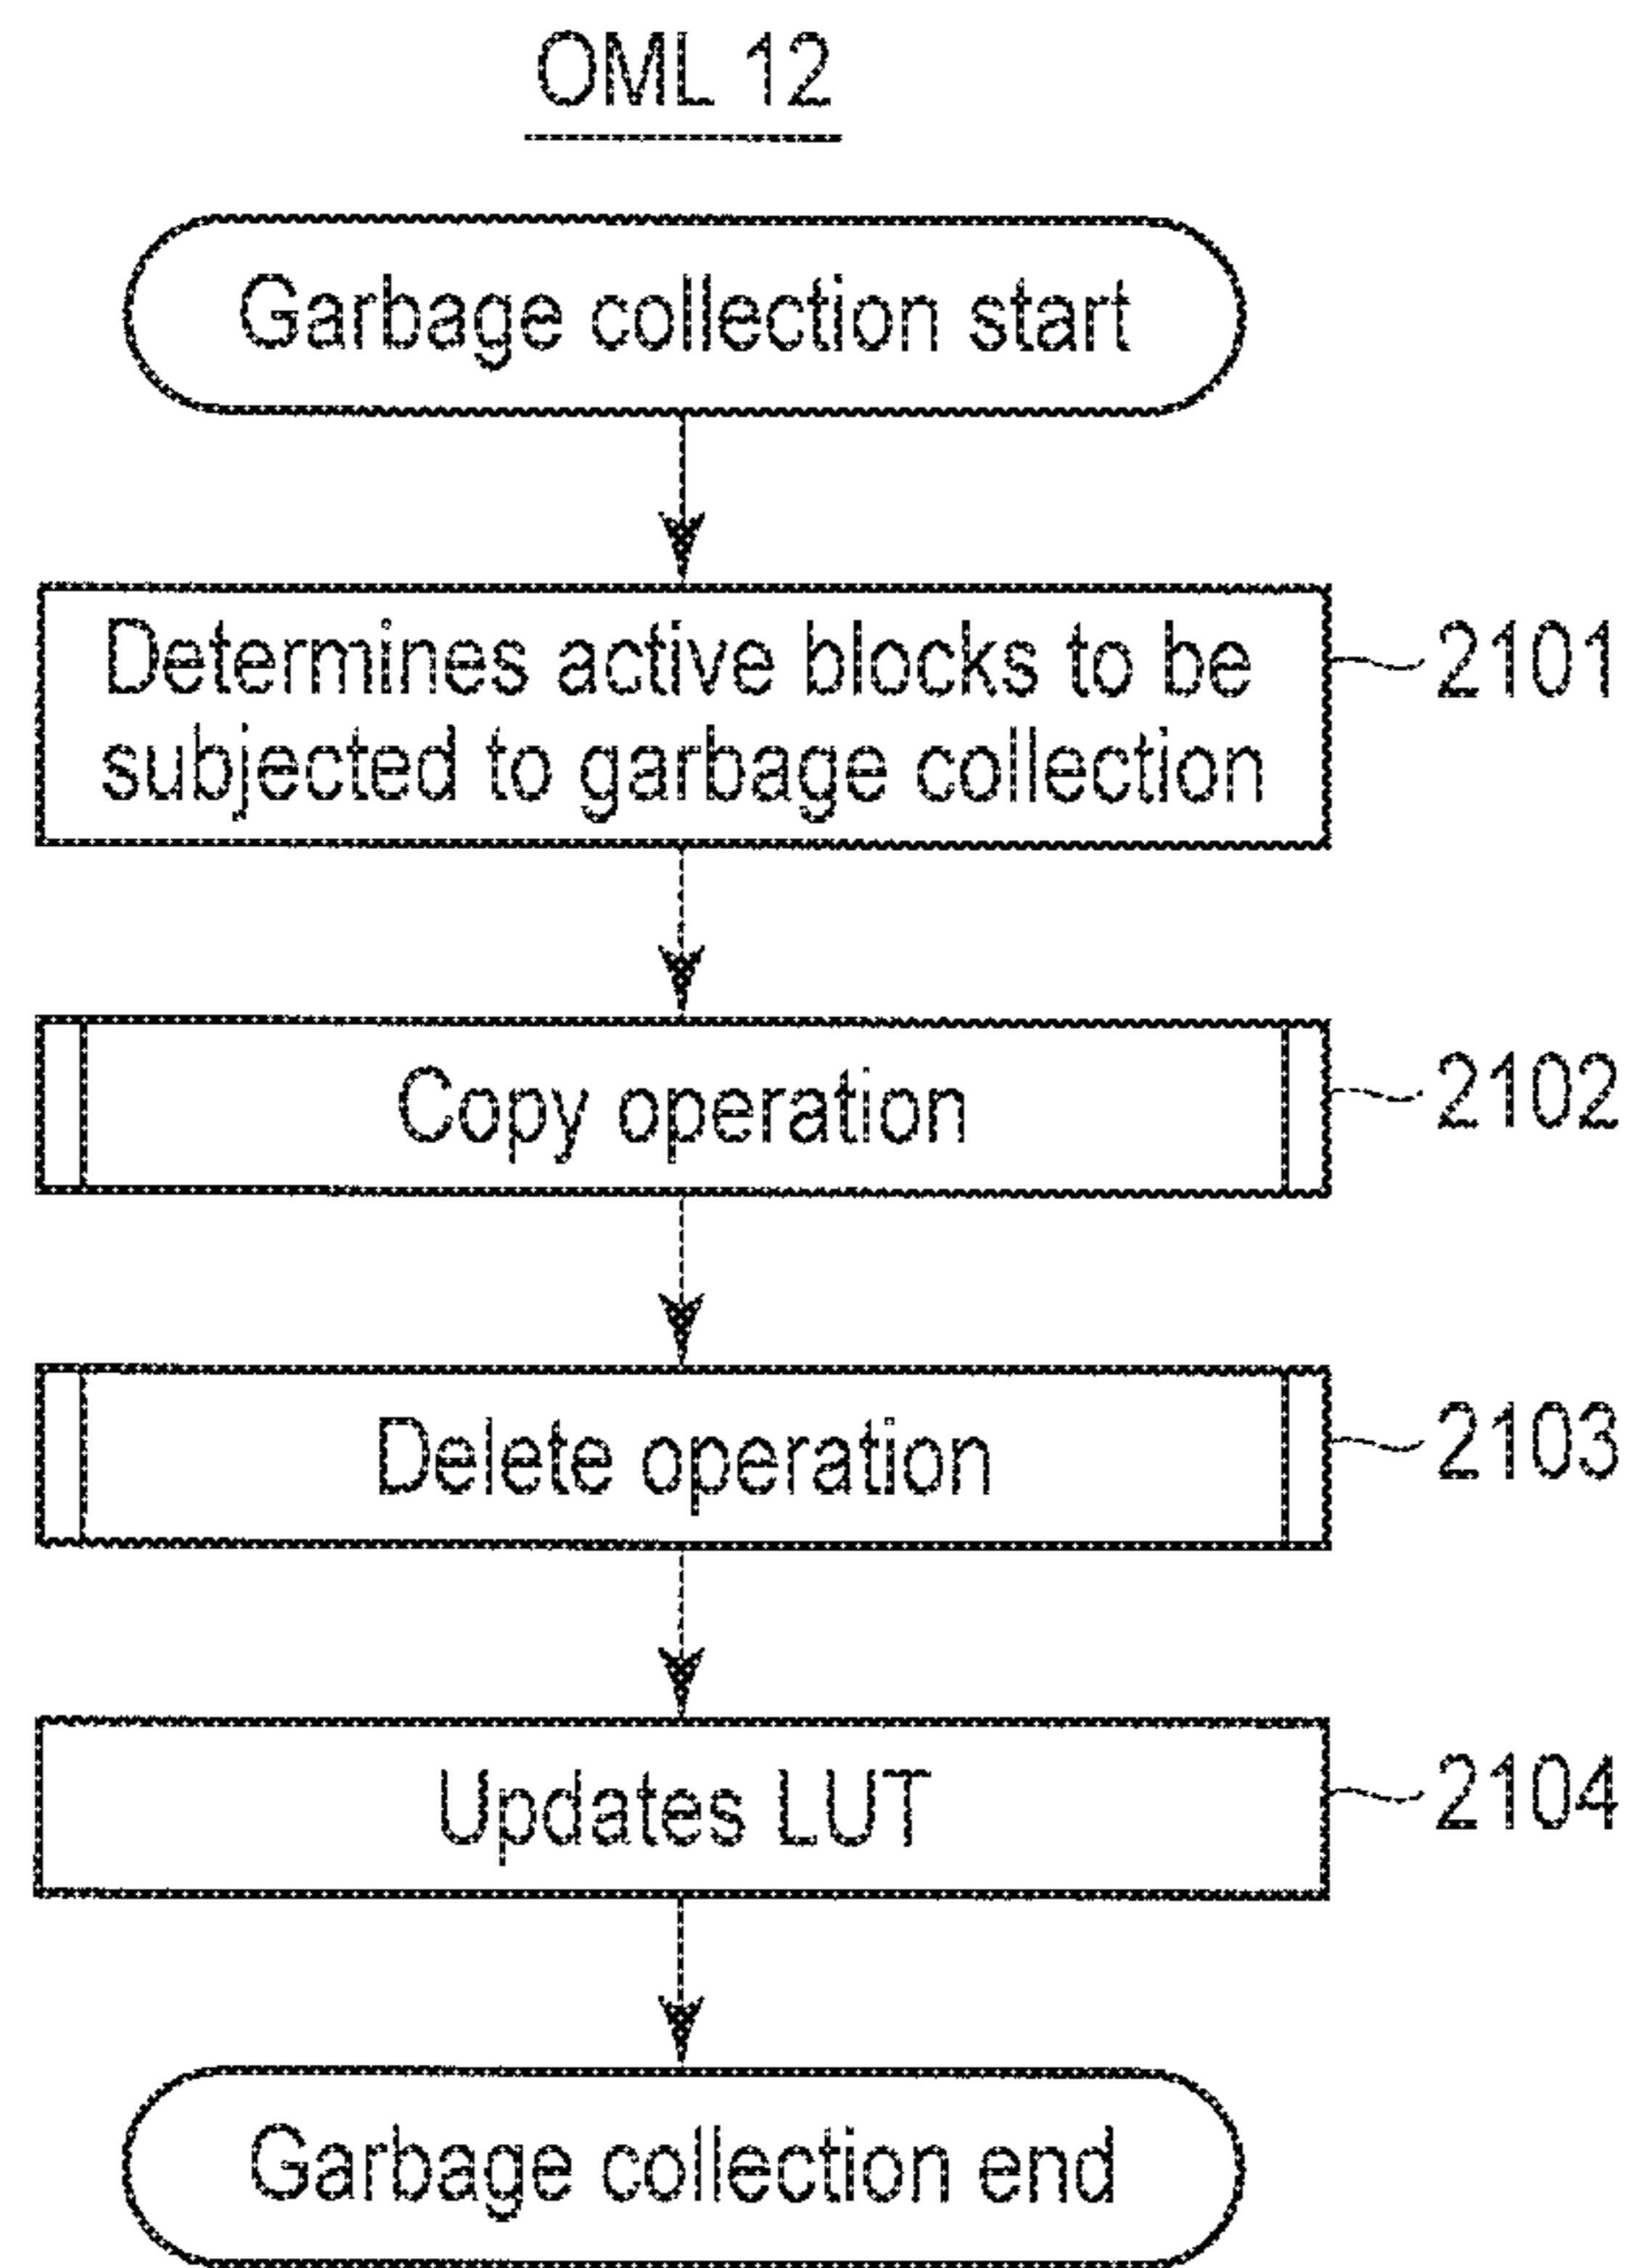 OML 12
Garbage collection start
Determines active blocks to be
subjected to garbage collection
2101
Copy operation
2102
Delete operation
2103
Updates LUT
2104
Garbage collection end